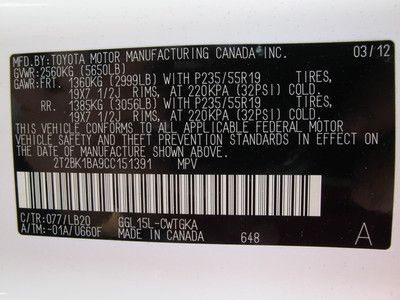 MFD.BY:TOYOTA MOTOR MANUFACTURING CANADA INC. 03/12
GVWR:2560KG (5650LB)
GAWR:FRT. 1360KG (2999LB)WITH P235/55R19 TIRES,
19X7 1/2J RIMS, AT 220KPA (32PSI) COLD.
RR. 1385KG (3056LB)WITH P235/55R19 TIRES,
19X7 1/2J RIMS, AT 220KPA (32PSI) COLD.
THIS VEHICLE CONFORMS TO ALL APPLICABLE FEDERAL MOTOR
VEHICLE SAFETY AND THEFT PREVENTION STANDARDS IN EFFECT
ON THE DATE OF MANUFACTURE SHOWN ABOVE.
2T2BK1BA9CC151391 MPV
C/TR:077/LB20 GGL15L-CWTGKA
A/TM:-01A/U660F MADE IN CANADA 648 A